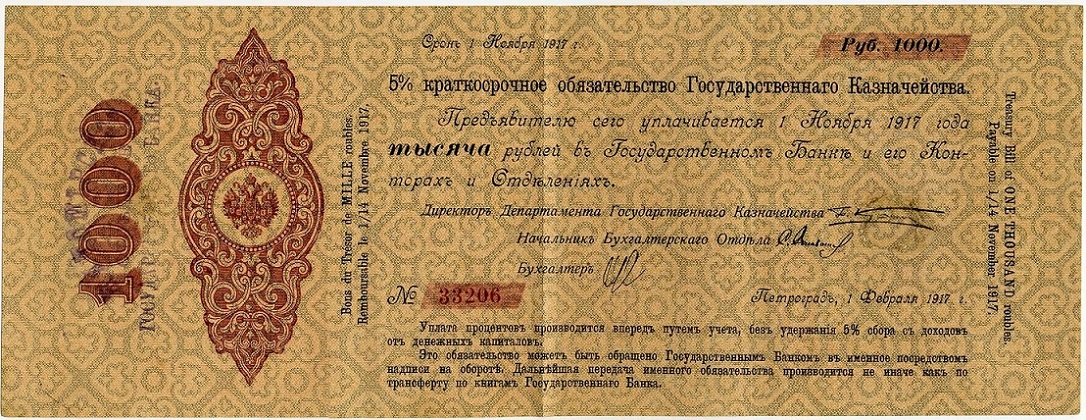 Срокъ 1 Ноября 1917 г.
Руб. 1000.
5% краткосрочное обязательство Государственнаго Казначейства.
Предъявителю сего уплачивается 1 Ноября 1917 года
тысяча рублей въ Государственномъ Банкѣ и его Кон-
торахъ и Отдѣленіяхъ.
Директоръ Департамента Государственнаго Казначейства
Начальникъ Бухгалтерскаго Отдѣла
Бухгалтеръ
№ 33206
Петроградъ, 1 Февраля 1917 г.
Уплата процентовъ производится впередъ путемъ учета, безъ удержанія 5% сбора съ доходовъ
отъ денежныхъ капиталовъ.
Это обязательство можетъ быть обращено Государственнымъ Банкомъ въ именное посредствомъ
надписи на оборотѣ. Дальнѣйшая передача именного обязательства производится не иначе какъ по
трансферту по книгамъ Государственнаго Банка.
1000
Bons du Trésor de MILLE roubles.
Remboursable le 1/14 Novembre 1917.
Treasury Bill of ONE THOUSAND roubles.
Payable on 1/14 November 1917.